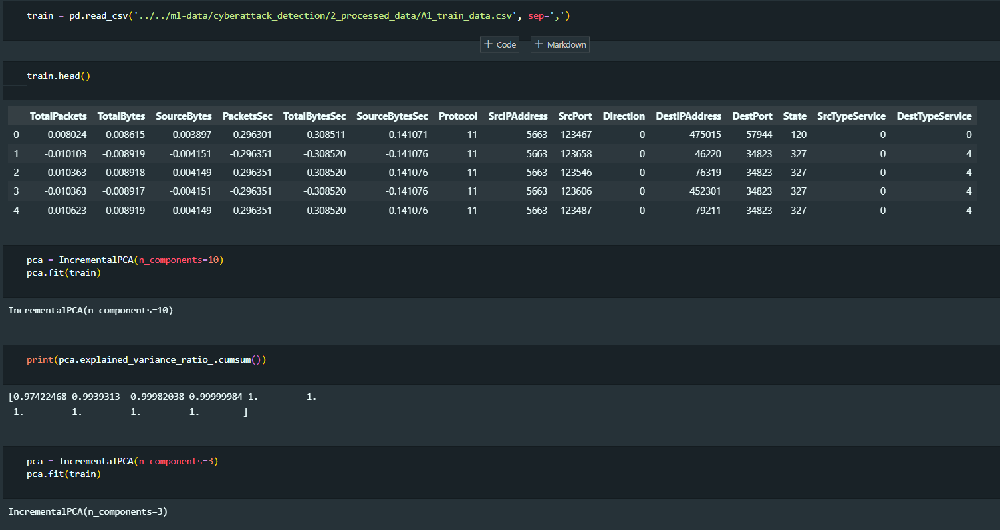 train = pd.read_csv('../../ml-data/cyberattack_detection/2_processed_data/A1_train_data.csv', sep=',')
+ Code + Markdown
train.head()
TotalPackets TotalBytes SourceBytes PacketsSec TotalBytesSec SourceBytesSec Protocol SrcIPAddress SrcPort Direction DestIPAddress DestPort State SrcTypeService DestTypeService
0 -0.008024 -0.008615 -0.003897 -0.296301 -0.308511 -0.141071 11 5663 123467 0 475015 57944 120 0 0
1 -0.010103 -0.008919 -0.004151 -0.296351 -0.308520 -0.141076 11 5663 123658 0 46220 34823 327 0 4
2 -0.010363 -0.008918 -0.004149 -0.296351 -0.308520 -0.141076 11 5663 123546 0 76319 34823 327 0 4
3 -0.010363 -0.008917 -0.004151 -0.296351 -0.308520 -0.141076 11 5663 123606 0 452301 34823 327 0 4
4 -0.010623 -0.008919 -0.004149 -0.296351 -0.308520 -0.141076 11 5663 123487 0 79211 34823 327 0 4
pca = IncrementalPCA(n_components=10)
pca.fit(train)
IncrementalPCA(n_components=10)
print(pca.explained_variance_ratio_.cumsum())
[0.97422468 0.9939313  0.99982038 0.99999984 1.         1.
 1.         1.         1.         1.        ]
pca = IncrementalPCA(n_components=3)
pca.fit(train)
IncrementalPCA(n_components=3)